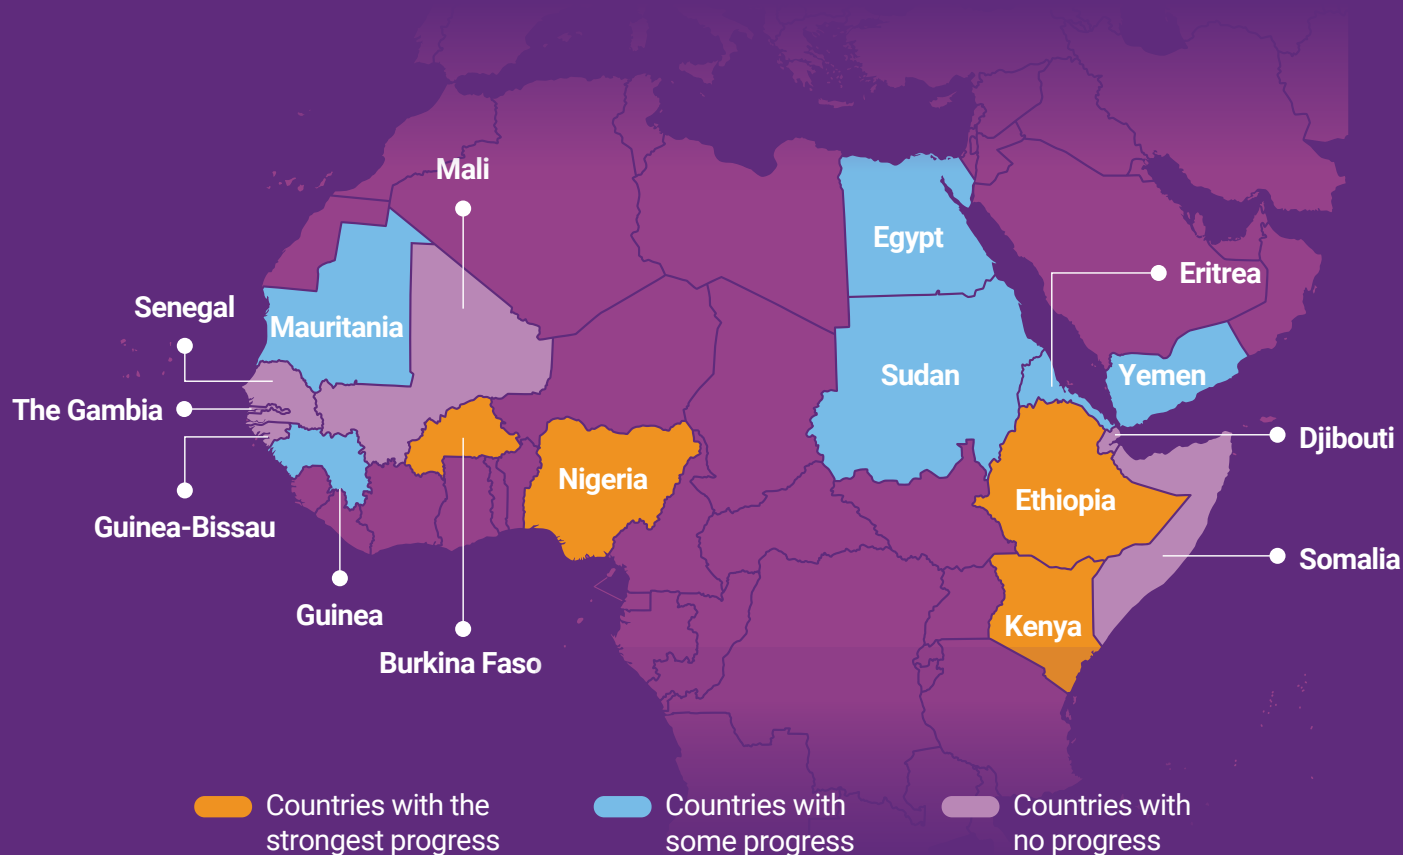 Mali
Egypt
Eritrea
Senegal
Mauritania
Sudan
Yemen
The Gambia
Djibouti
Nigeria
Ethiopia
Guinea-Bissau
Somalia
Guinea
Kenya
Burkina Faso
Countries with the
strongest progress
Countries with
some progress
Countries with
no progress